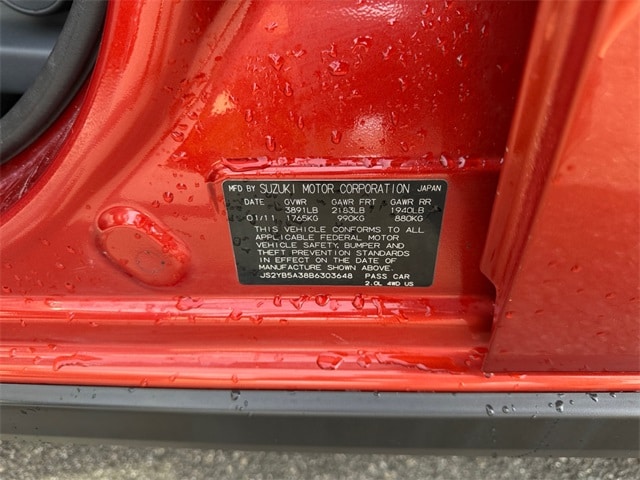 MFD BY SUZUKI MOTOR CORPORATION JAPAN
DATE GVWR GAWR FRT GAWR RR
3891LB 2183LB 1940LB
01/11 1765KG 990KG 880KG
THIS VEHICLE CONFORMS TO ALL
APPLICABLE FEDERAL MOTOR
VEHICLE SAFETY, BUMPER AND
THEFT PREVENTION STANDARDS
IN EFFECT ON THE DATE OF
MANUFACTURE SHOWN ABOVE.
JS2YB5A38B6303648 PASS CAR
2.0L 4WD US